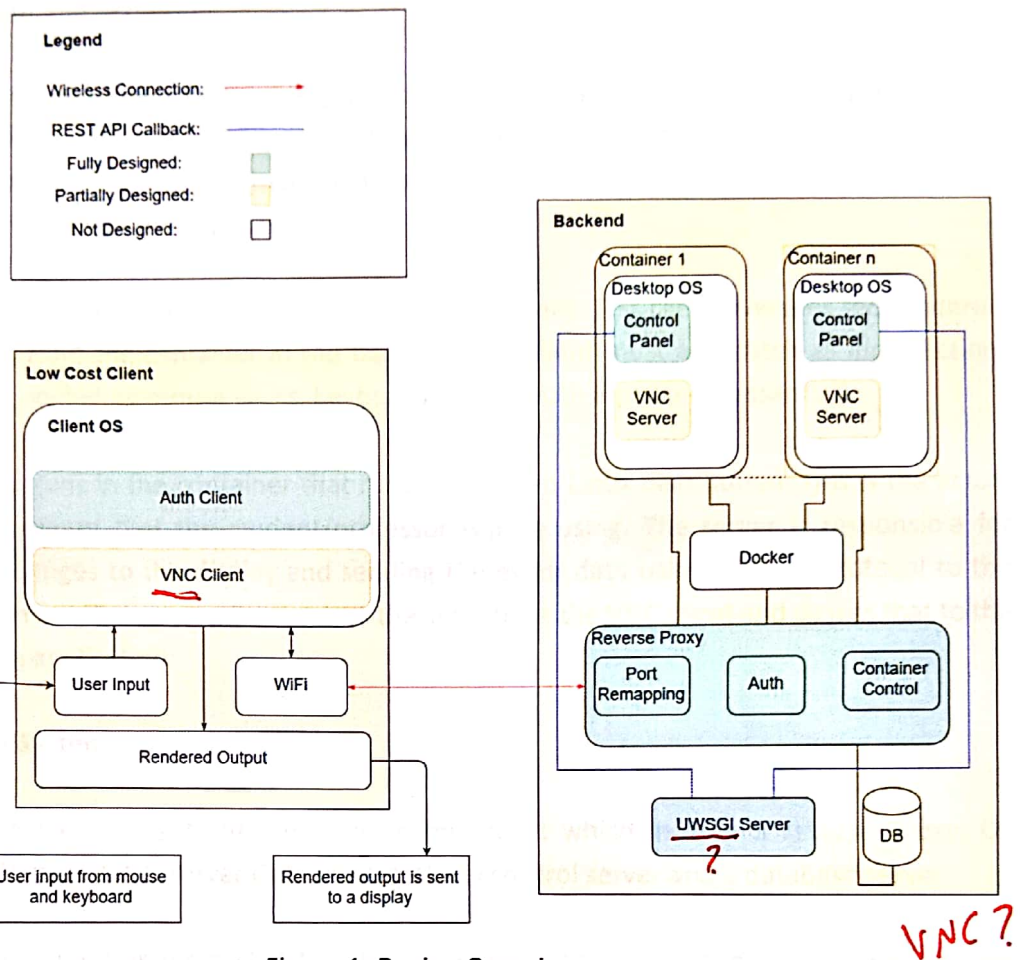 Legend
Wireless Connection:
REST API Callback:
Fully Designed:
Partially Designed:
Not Designed:
Low Cost Client
Client OS
Auth Client
VNC Client
User Input
WiFi
Rendered Output
User input from mouse
and keyboard
Rendered output is sent
to a display
Backend
Container 1
Desktop OS
Control
Panel
VNC
Server
Container n
Desktop OS
Control
Panel
VNC
Server
Docker
Reverse Proxy
Port
Remapping
Auth
Container
Control
UWSGI Server
?
DB
VNC?